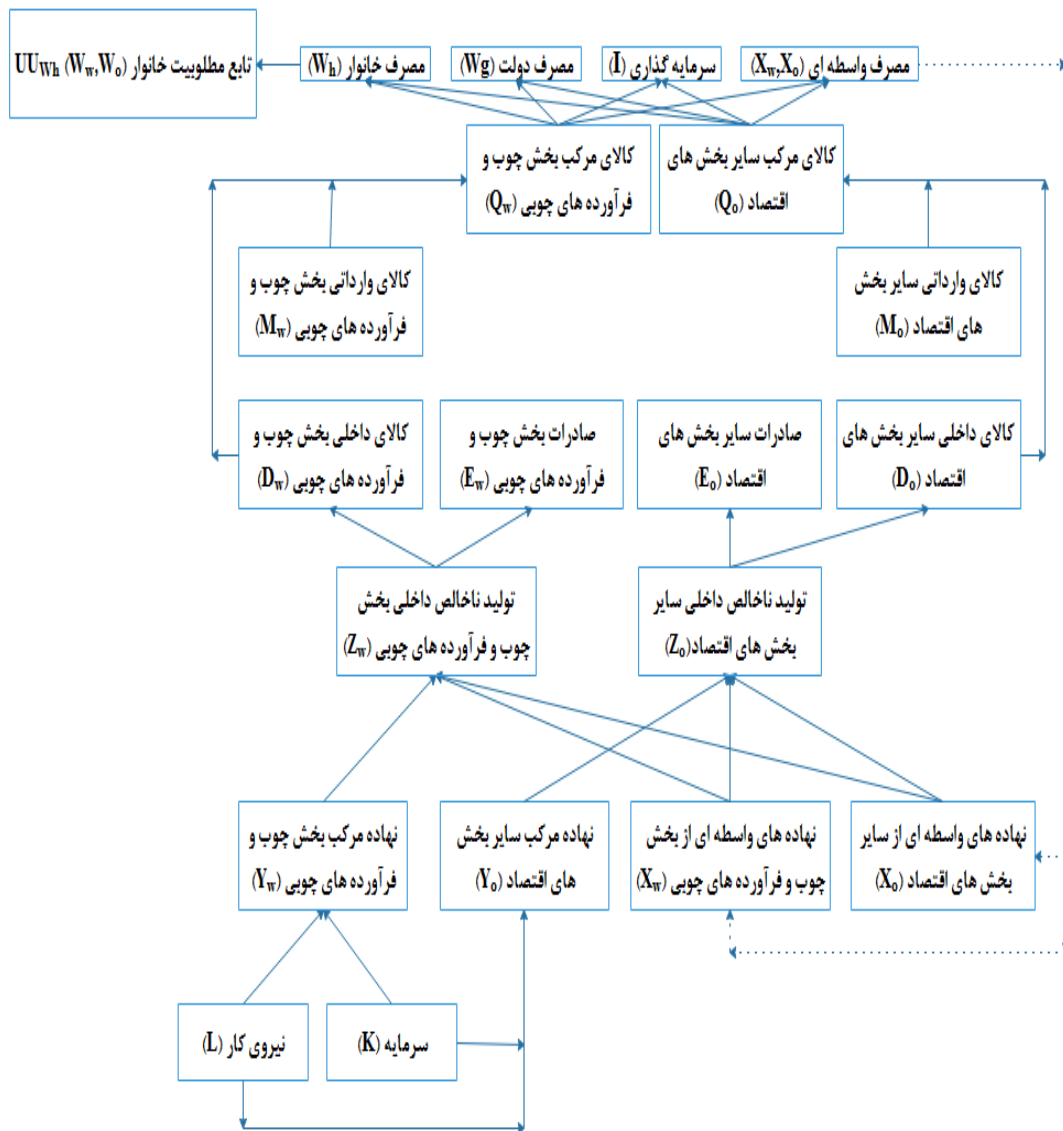 مصرف واسطه ای (Xw,Xo)
سرمایه گذاری (I)
مصرف دولت (Wg)
مصرف خانوار (Wh)
تابع مطلوبیت خانوار UUWh (Ww,Wo)
کالای مرکب سایر بخش های
اقتصاد (Qo)
کالای مرکب بخش چوب و
فرآورده های چوبی (Qw)
کالای وارداتی سایر بخش
های اقتصاد (Mo)
کالای وارداتی بخش چوب و
فرآورده های چوبی (Mw)
کالای داخلی سایر بخش های
اقتصاد (Do)
صادرات سایر بخش های
اقتصاد (Eo)
صادرات بخش چوب و
فرآورده های چوبی (Ew)
کالای داخلی بخش چوب و
فرآورده های چوبی (Dw)
تولید ناخالص داخلی سایر
بخش های اقتصاد(Zo)
تولید ناخالص داخلی بخش
چوب و فرآورده های چوبی (Zw)
نهاده های واسطه ای از سایر
بخش های اقتصاد (Xo)
نهاده های واسطه ای از بخش
چوب و فرآورده های چوبی (Xw)
نهاده مرکب سایر بخش
های اقتصاد (Yo)
نهاده مرکب بخش چوب و
فرآورده های چوبی (Yw)
سرمایه (K)
نیروی کار (L)